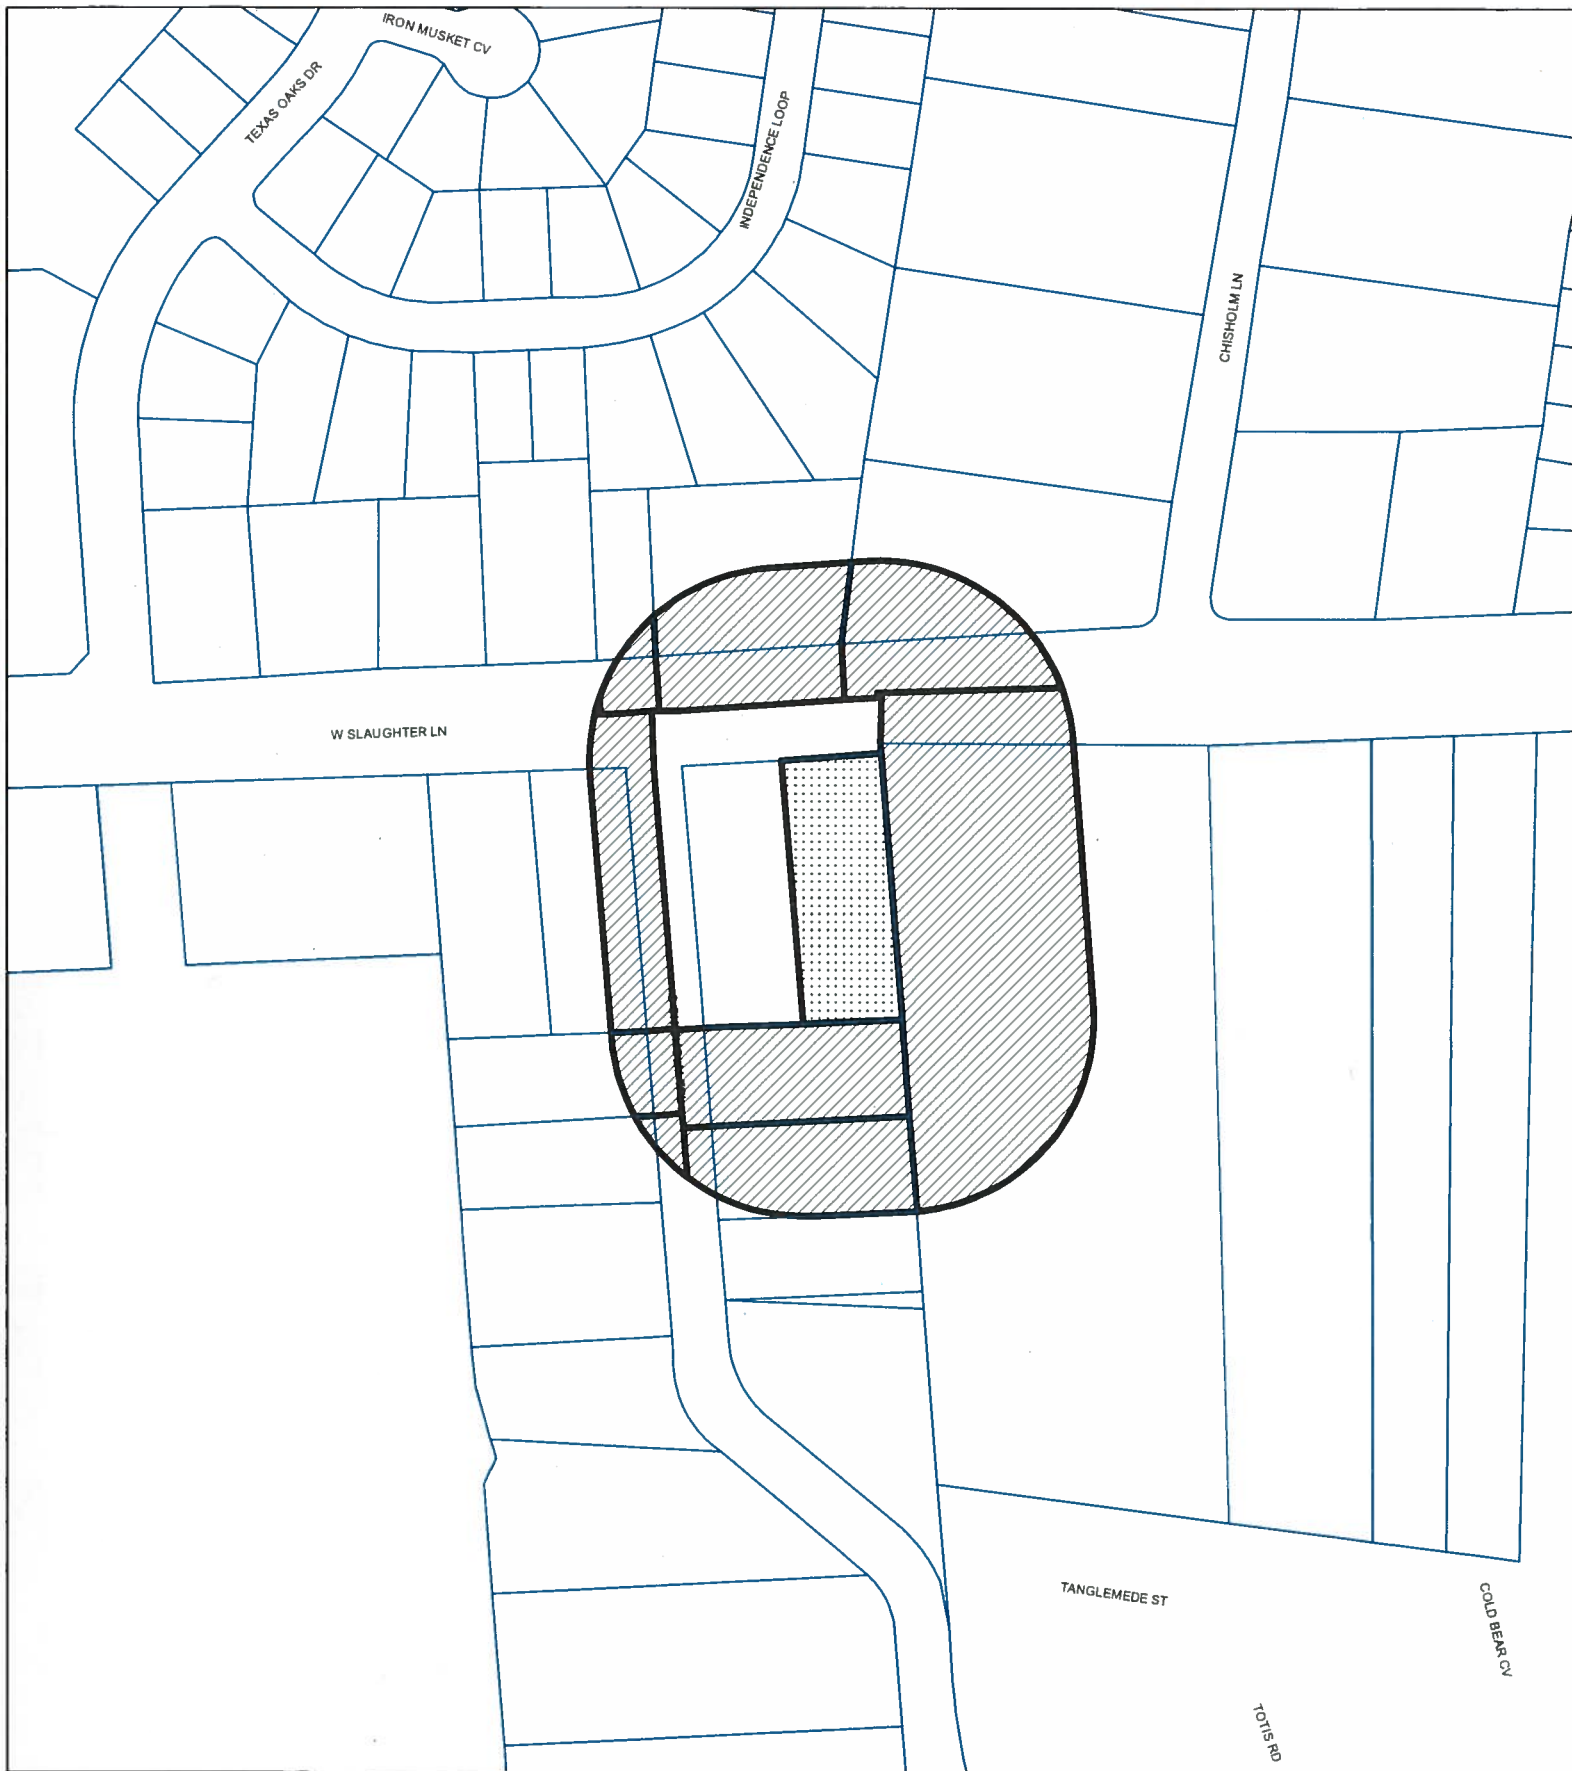 IRON MUSKET CV
TEXAS OAKS DR
INDEPENDENCE LOOP
CHISHOLM LN
W SLAUGHTER LN
TANGLEMEDE ST
COLD BEAR CV
TOTIS RD